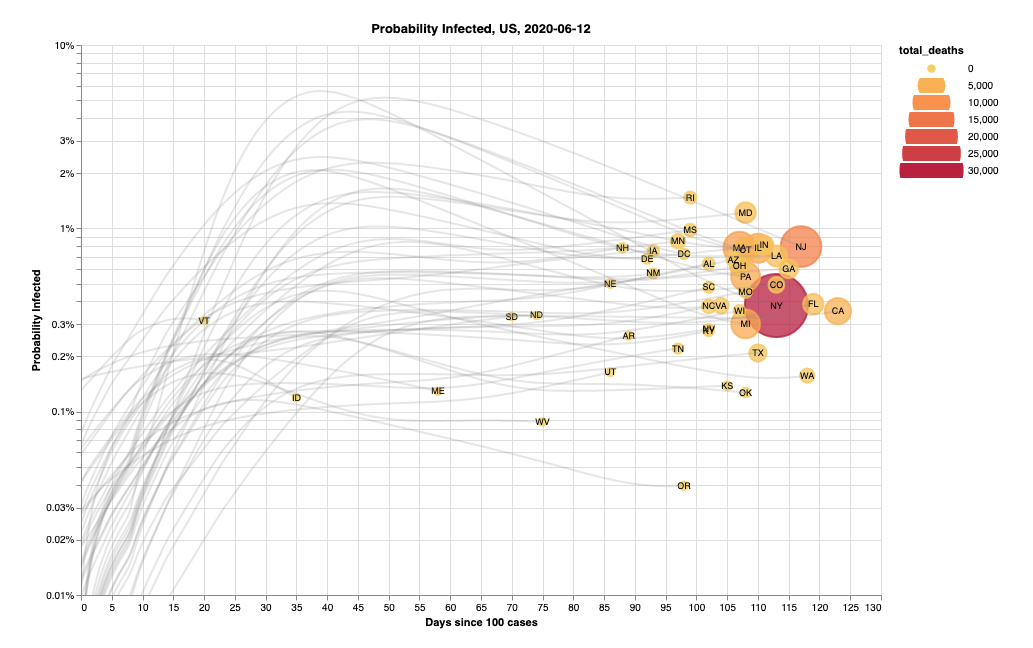 Probability Infected, US, 2020-06-12
total_deaths
0
5,000
10,000
15,000
20,000
25,000
30,000
Probability Infected
10%
3%
2%
1%
0.3%
0.2%
0.1%
0.03%
0.02%
0.01%
RI
MD
MS
MN
NH
IA
DE
DC
NM
AL
NE
SC
IL
IN
NJ
LA
AZ
OH
GA
PA
CO
MO
NC
VA
WI
NY
FL
CA
MI
VT
SD
ND
AR
KY
TN
TX
UT
WA
KS
OK
ME
ID
WV
OR
0 5 10 15 20 25 30 35 40 45 50 55 60 65 70 75 80 85 90 95 100 105 110 115 120 125 130
Days since 100 cases